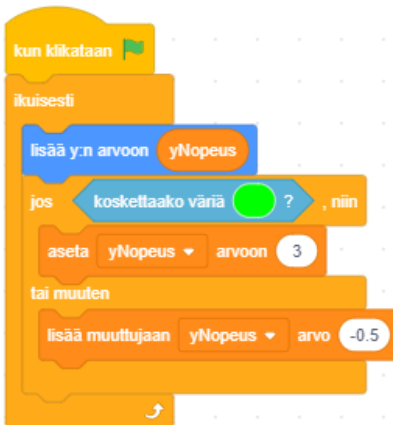 kun klikataan
ikuisesti
lisää y:n arvoon yNopeus
jos koskettaako väriä ? , niin
aseta yNopeus arvoon 3
tai muuten
lisää muuttujaan yNopeus arvo -0.5